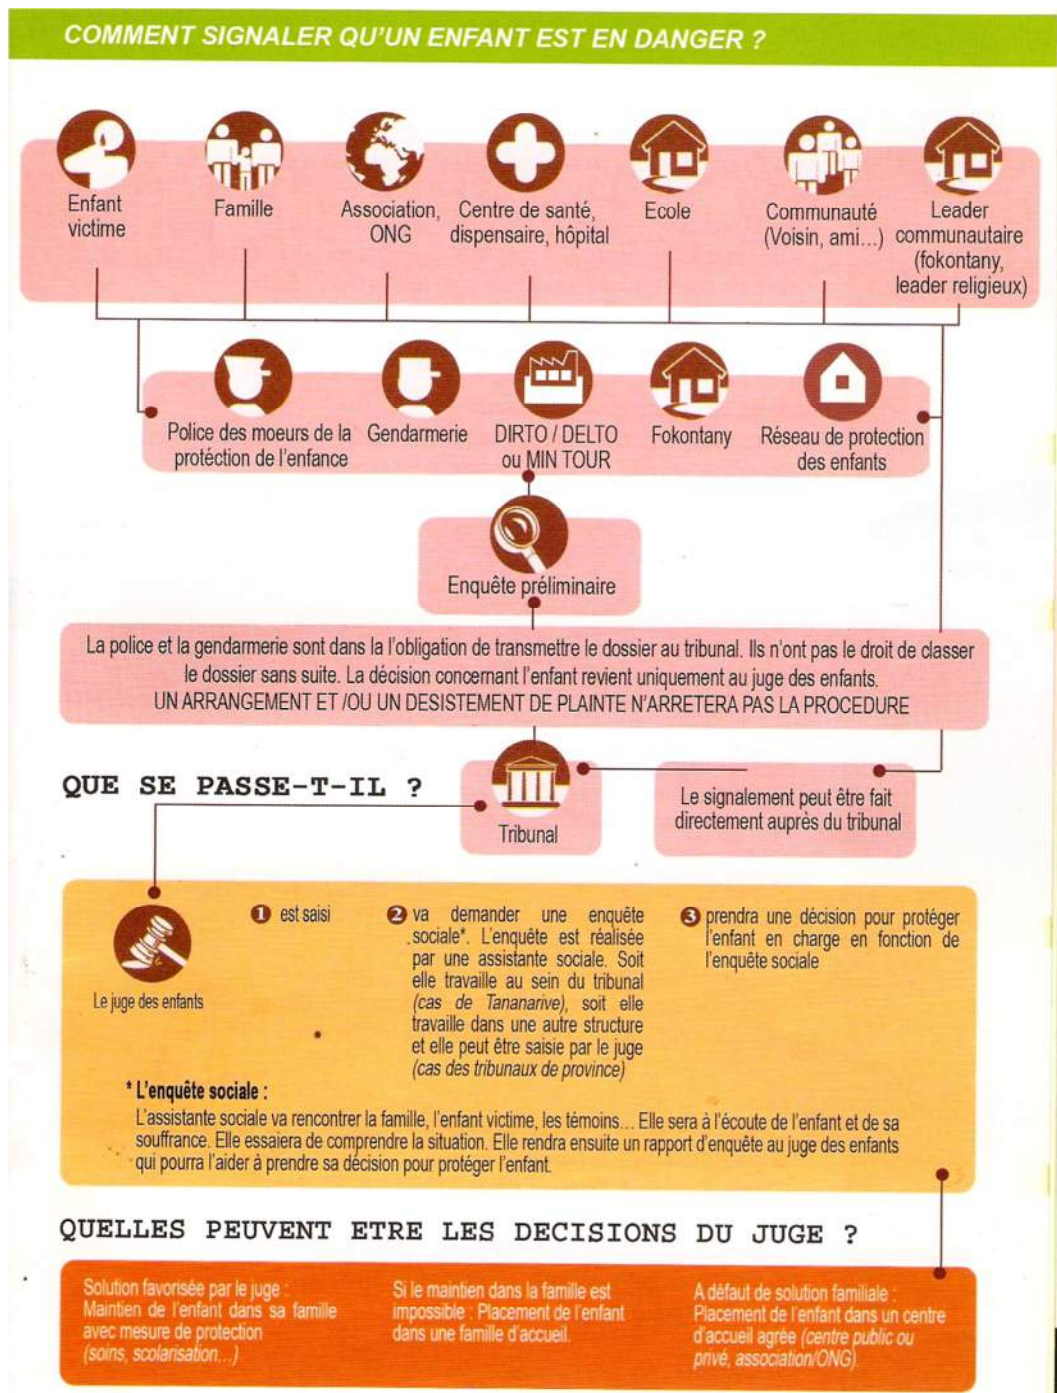 COMMENT SIGNALER QU'UN ENFANT EST EN DANGER ?
Enfant
victime
Famille
Association,
ONG
Centre de santé,
dispensaire, hôpital
Ecole
Communauté
(Voisin, ami...)
Leader
communautaire
(fokontany,
leader religieux)
Police des moeurs de la
protéction de l'enfance
Gendarmerie
DIRTO / DELTO
ou MIN TOUR
Fokontany
Réseau de protection
des enfants
Enquête préliminaire
La police et la gendarmerie sont dans la l'obligation de transmettre le dossier au tribunal. Ils n'ont pas le droit de classer
le dossier sans suite. La décision concernant l'enfant revient uniquement au juge des enfants.
UN ARRANGEMENT ET /OU UN DESISTEMENT DE PLAINTE N'ARRETERA PAS LA PROCEDURE
QUE SE PASSE-T-IL ?
Tribunal
Le signalement peut être fait
directement auprès du tribunal
Le juge des enfants
1 est saisi
2 va demander une enquête
sociale*. L'enquête est réalisée
par une assistante sociale. Soit
elle travaille au sein du tribunal
(cas de Tananarive), soit elle
travaille dans une autre structure
et elle peut être saisie par le juge
(cas des tribunaux de province)
3 prendra une décision pour protéger
l'enfant en charge en fonction de
l'enquête sociale
* L'enquête sociale :
L'assistante sociale va rencontrer la famille, l'enfant victime, les témoins... Elle sera à l'écoute de l'enfant et de sa
souffrance. Elle essaiera de comprendre la situation. Elle rendra ensuite un rapport d'enquête au juge des enfants
qui pourra l'aider à prendre sa décision pour protéger l'enfant.
QUELLES PEUVENT ETRE LES DECISIONS DU JUGE ?
Solution favorisée par le juge :
Maintien de l'enfant dans sa famille
avec mesure de protection
(soins, scolarisation...)
Si le maintien dans la famille est
impossible : Placement de l'enfant
dans une famille d'accueil.
A défaut de solution familiale :
Placement de l'enfant dans un centre
d'accueil agrée (centre public ou
privé, association/ONG).